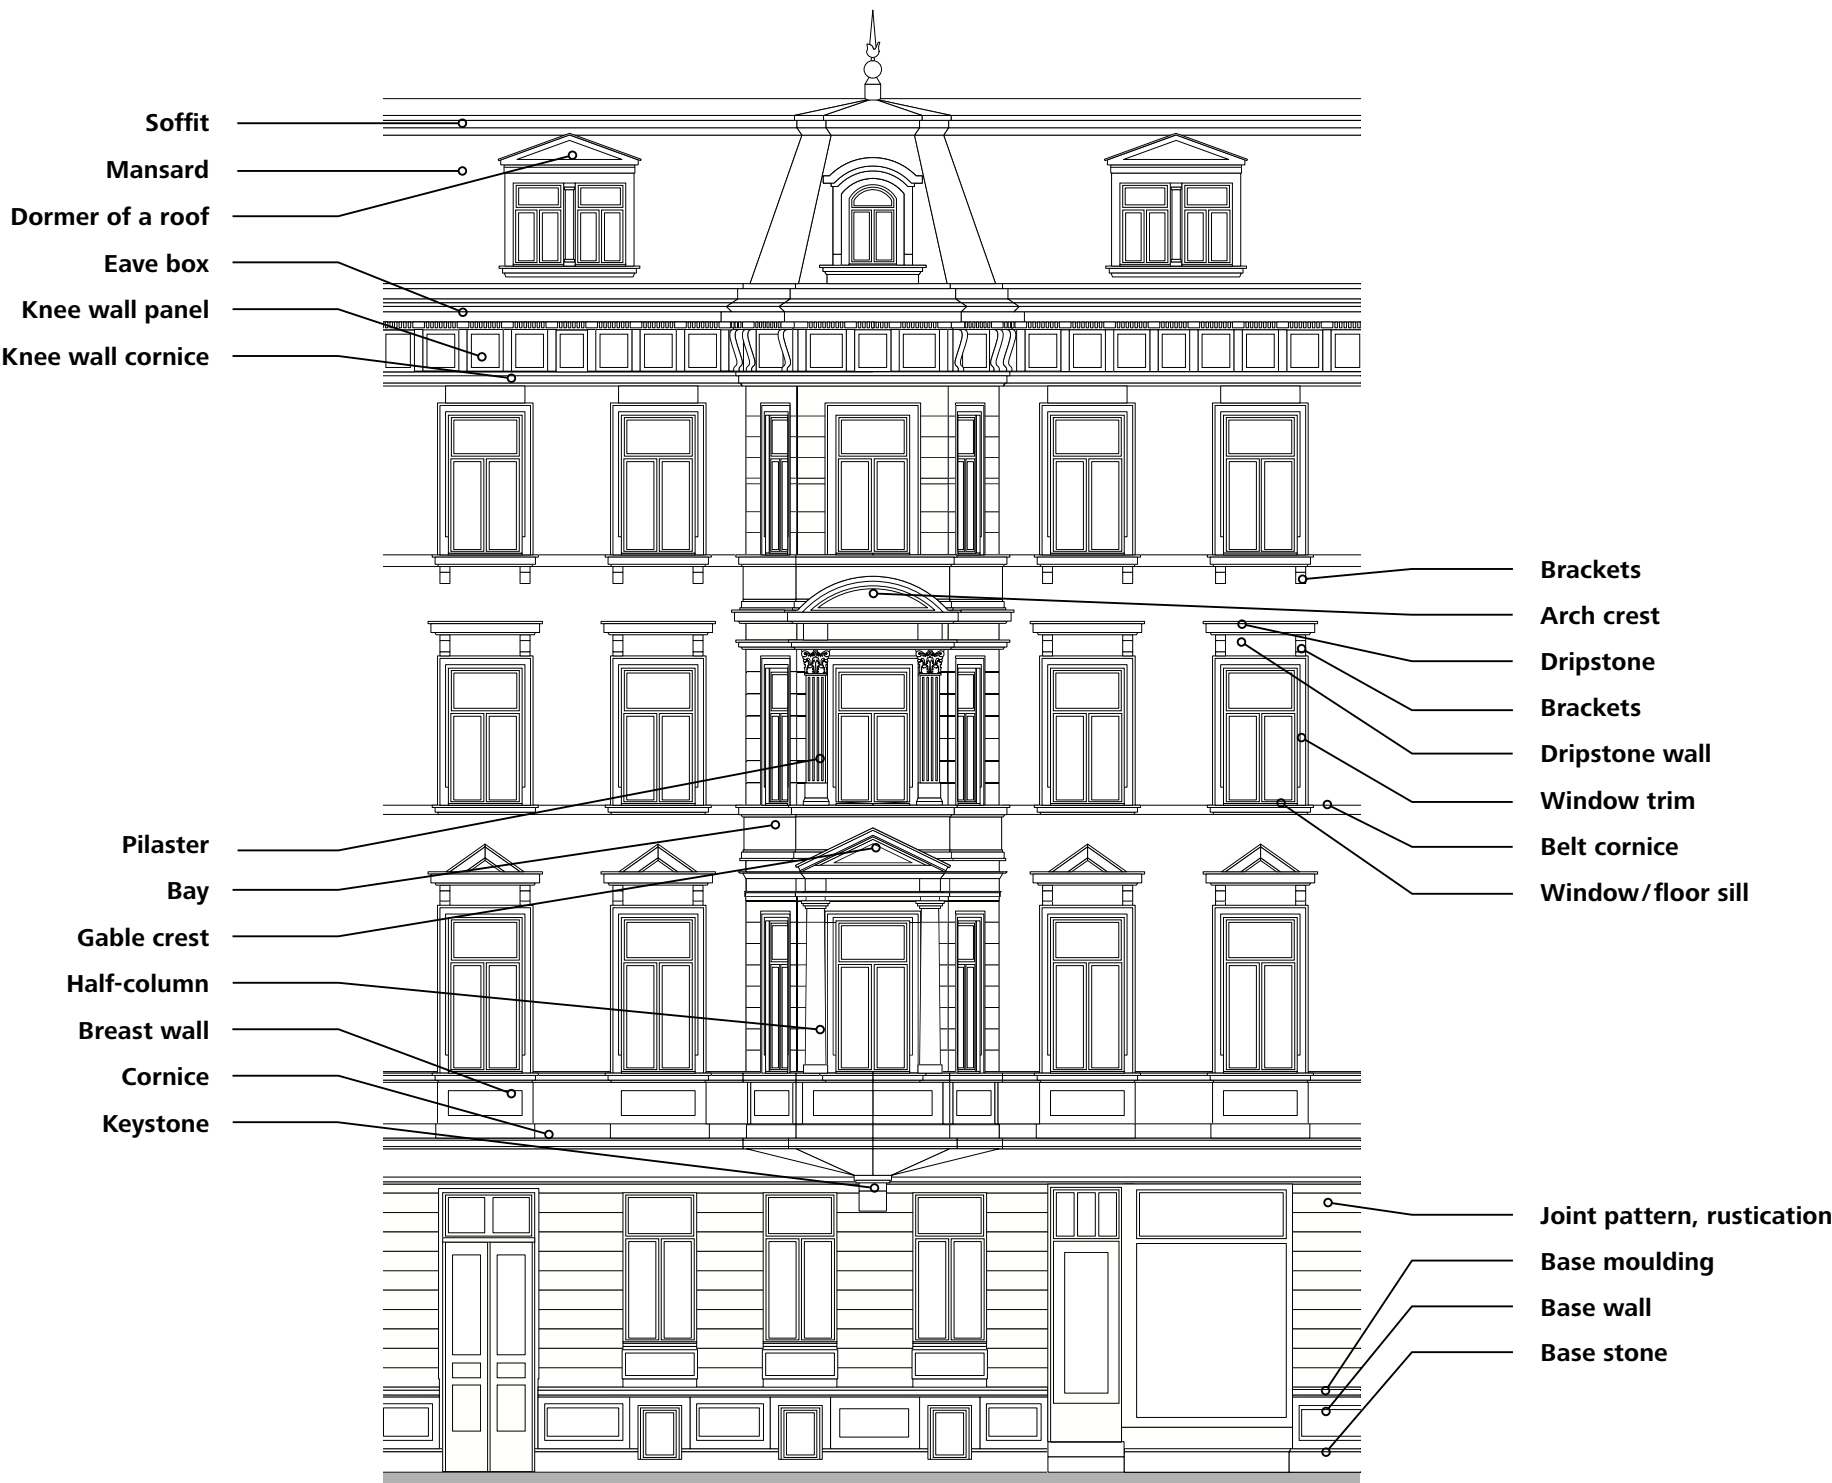 Soffit
Mansard
Dormer of a roof
Eave box
Knee wall panel
Knee wall cornice
Pilaster
Bay
Gable crest
Half-column
Breast wall
Cornice
Keystone
Brackets
Arch crest
Dripstone
Brackets
Dripstone wall
Window trim
Belt cornice
Window/floor sill
Joint pattern, rustication
Base moulding
Base wall
Base stone